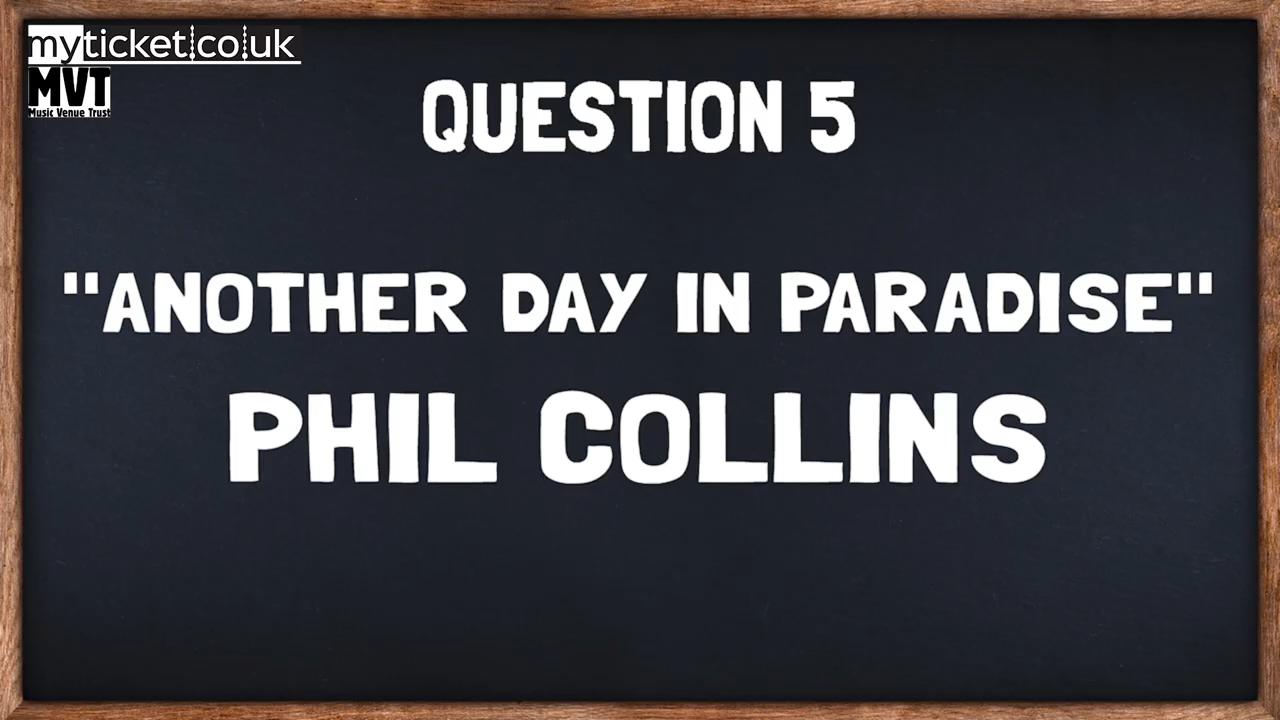 myticket.co.uk
MVT
Music Venue Trust
QUESTION 5
"ANOTHER DAY IN PARADISE"
PHIL COLLINS